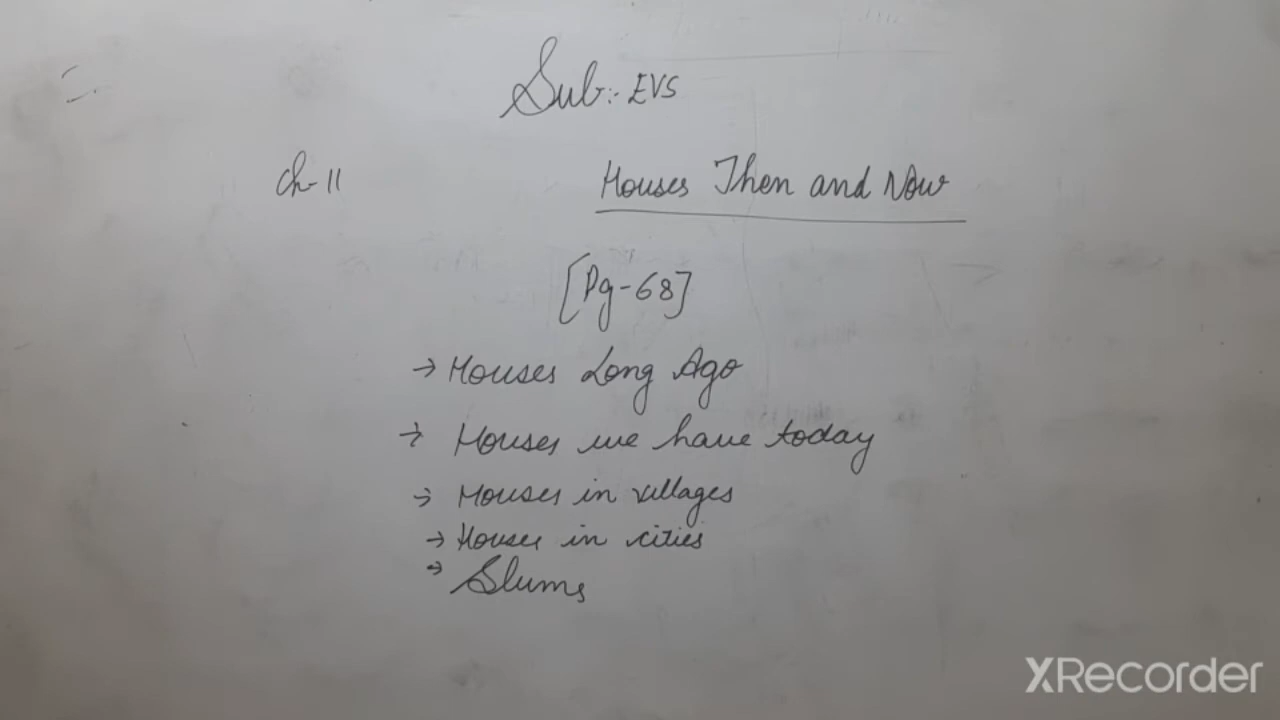 Sub:- EVS
Ch-11 Houses Then and Now
[Pg-68]
→ Houses Long Ago
→ Houses we have today
→ Houses in villages
→ Houses in cities
→ Slums
XRecorder